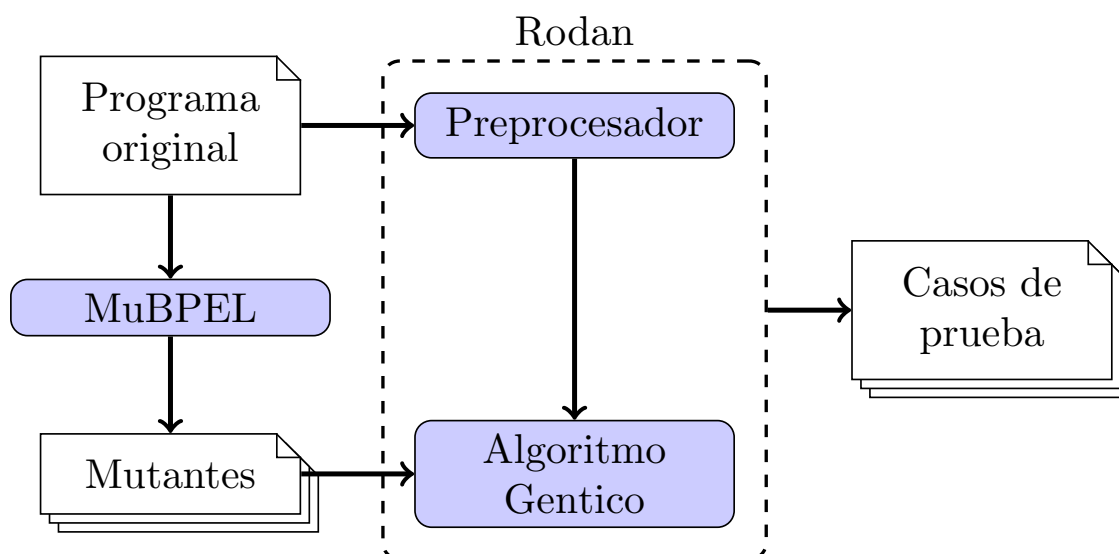 Rodan
Programa
original
Preprocesador
MuBPEL
Casos de
prueba
Mutantes
Algoritmo
Gentico